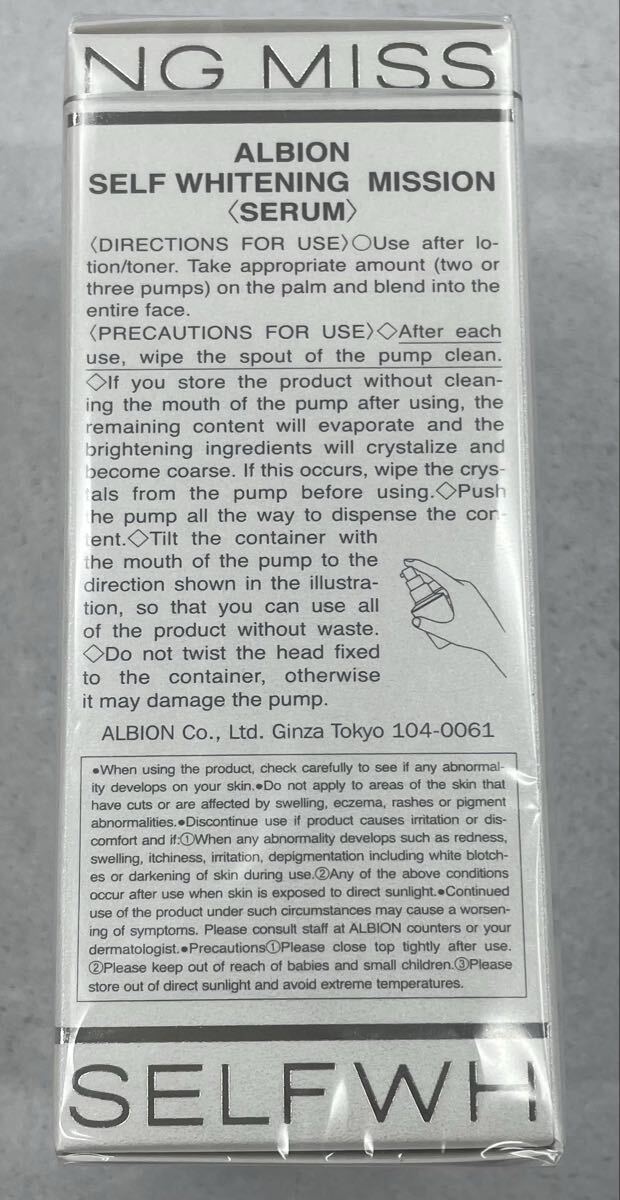 NG MISS
ALBION
SELF WHITENING MISSION
〈SERUM〉
〈DIRECTIONS FOR USE〉○Use after lo-
tion/toner. Take appropriate amount (two or
three pumps) on the palm and blend into the
entire face.
〈PRECAUTIONS FOR USE〉◇After each
use, wipe the spout of the pump clean.
◇If you store the product without clean-
ing the mouth of the pump after using, the
remaining content will evaporate and the
brightening ingredients will crystalize and
become coarse. If this occurs, wipe the crys-
tals from the pump before using.◇Push
the pump all the way to dispense the con-
tent.◇Tilt the container with
the mouth of the pump to the
direction shown in the illustra-
tion, so that you can use all
of the product without waste.
◇Do not twist the head fixed
to the container, otherwise
it may damage the pump.
ALBION Co., Ltd. Ginza Tokyo 104-0061
●When using the product, check carefully to see if any abnormal-
ity develops on your skin.●Do not apply to areas of the skin that
have cuts or are affected by swelling, eczema, rashes or pigment
abnormalities.●Discontinue use if product causes irritation or dis-
comfort and if:①When any abnormality develops such as redness,
swelling, itchiness, irritation, depigmentation including white blotch-
es or darkening of skin during use.②Any of the above conditions
occur after use when skin is exposed to direct sunlight.●Continued
use of the product under such circumstances may cause a worsen-
ing of symptoms. Please consult staff at ALBION counters or your
dermatologist.●Precautions①Please close top tightly after use.
②Please keep out of reach of babies and small children.③Please
store out of direct sunlight and avoid extreme temperatures.
SELF WH